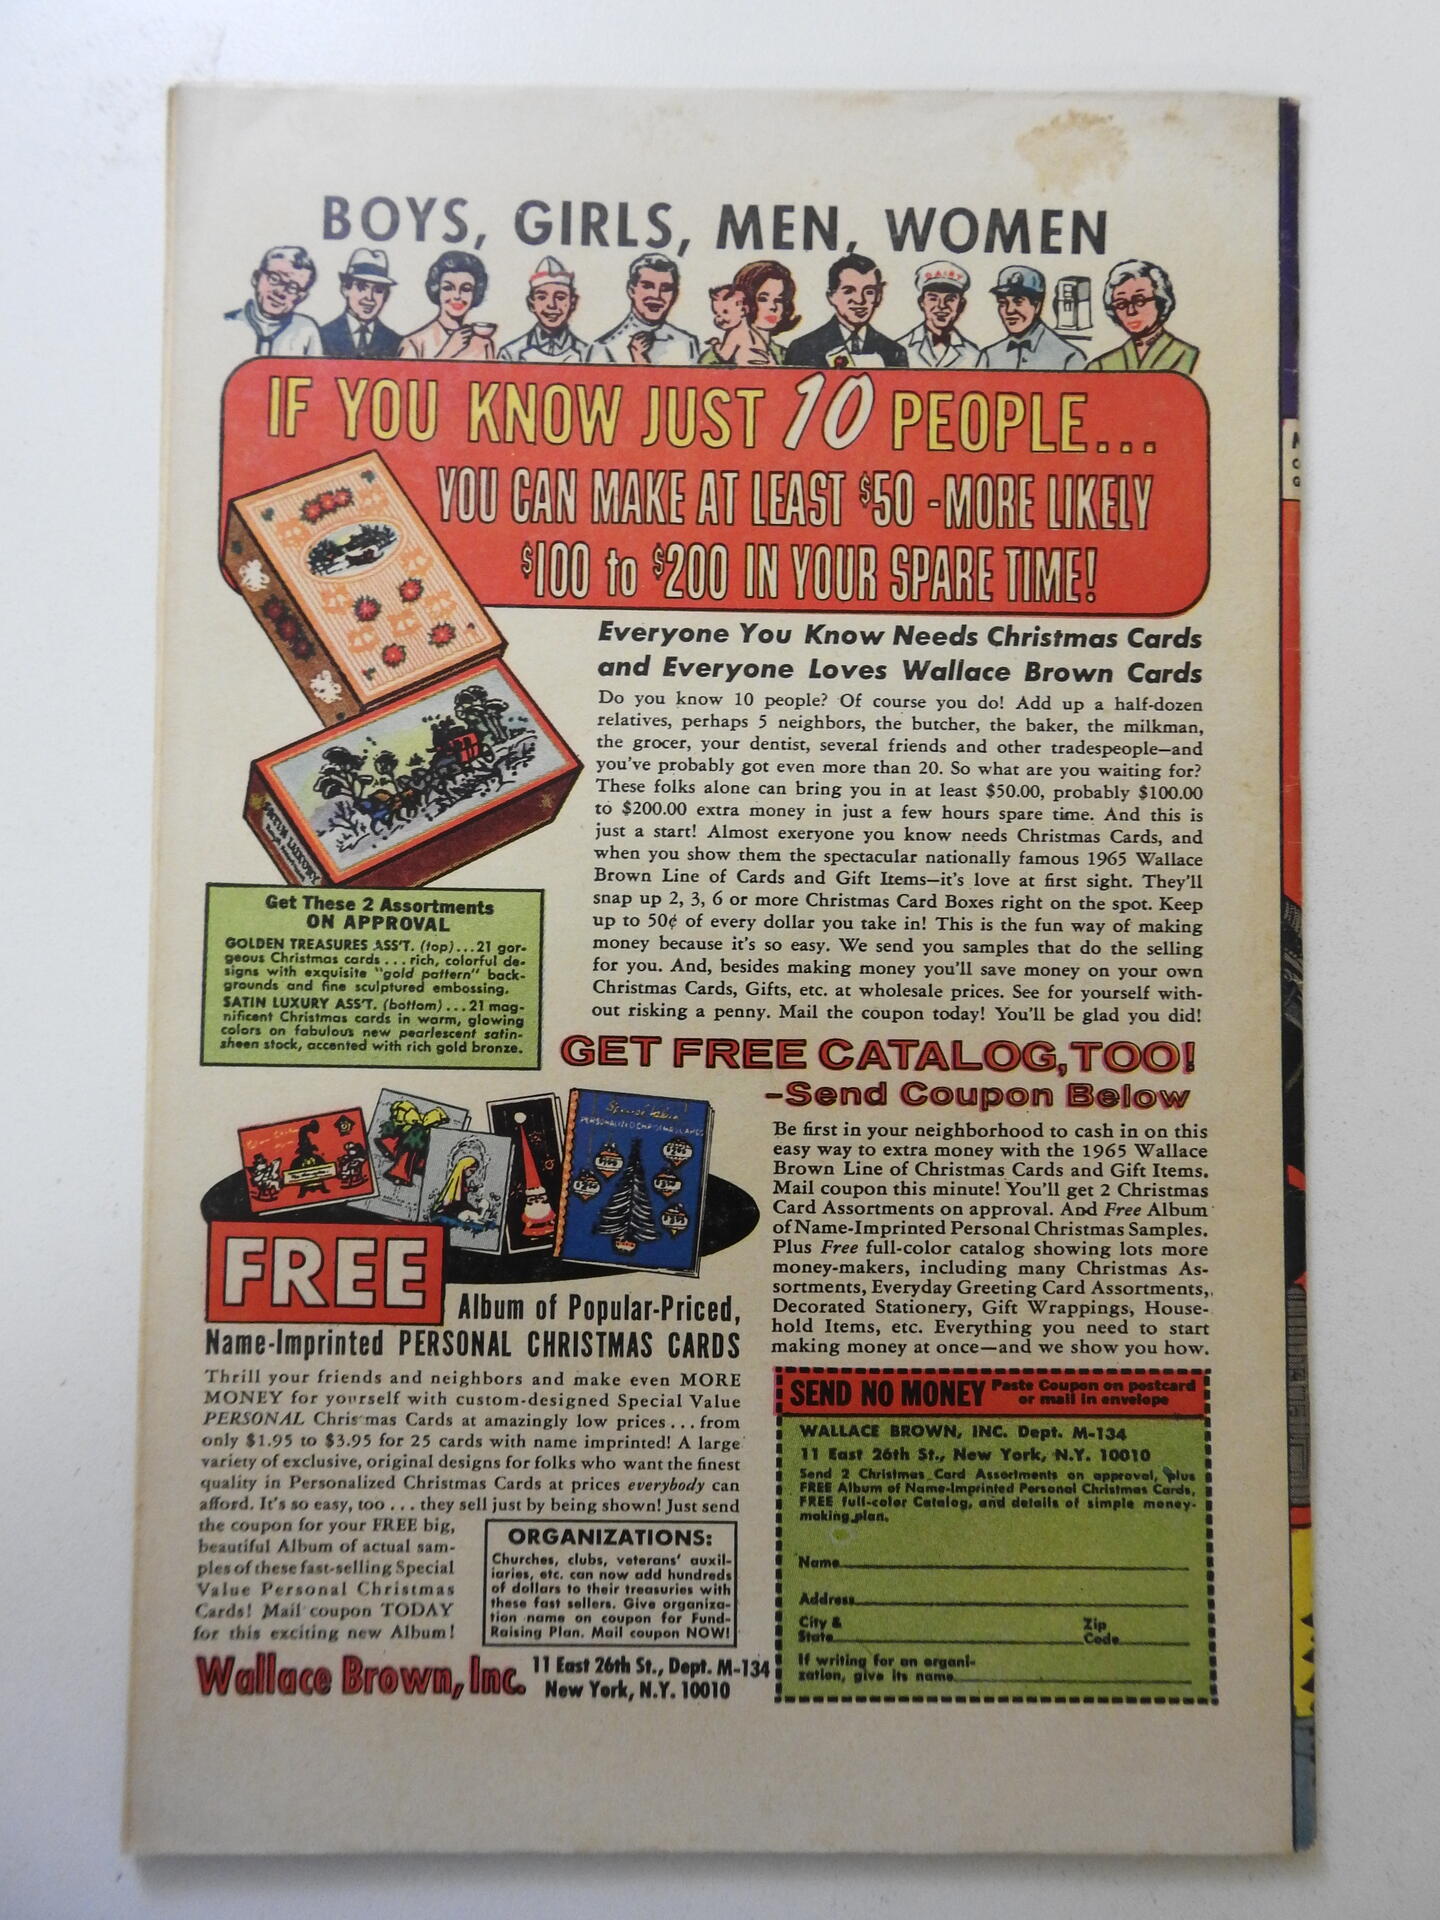 BOYS, GIRLS, MEN, WOMEN
DAIRY
IF YOU KNOW JUST 10 PEOPLE...
YOU CAN MAKE AT LEAST $50 -MORE LIKELY
$100 to $200 IN YOUR SPARE TIME!
Everyone You Know Needs Christmas Cards
and Everyone Loves Wallace Brown Cards
Do you know 10 people? Of course you do! Add up a half-dozen
relatives, perhaps 5 neighbors, the butcher, the baker, the milkman,
the grocer, your dentist, several friends and other tradespeople—and
you've probably got even more than 20. So what are you waiting for?
These folks alone can bring you in at least $50.00, probably $100.00
to $200.00 extra money in just a few hours spare time. And this is
just a start! Almost exeryone you know needs Christmas Cards, and
when you show them the spectacular nationally famous 1965 Wallace
Brown Line of Cards and Gift Items—it's love at first sight. They'll
snap up 2, 3, 6 or more Christmas Card Boxes right on the spot. Keep
up to 50¢ of every dollar you take in! This is the fun way of making
money because it's so easy. We send you samples that do the selling
for you. And, besides making money you'll save money on your own
Christmas Cards, Gifts, etc. at wholesale prices. See for yourself with-
out risking a penny. Mail the coupon today! You'll be glad you did!
SATIN LUXURY
Get These 2 Assortments
ON APPROVAL
GOLDEN TREASURES ASS'T. (top)...21 gor-
geous Christmas cards...rich, colorful de-
signs with exquisite "gold pattern" back-
grounds and fine sculptured embossing.
SATIN LUXURY ASS'T. (bottom)...21 mag-
nificent Christmas cards in warm, glowing
colors on fabulous new pearlescent satin-
sheen stock, accented with rich gold bronze.
GET FREE CATALOG, TOO!
-Send Coupon Below
Be first in your neighborhood to cash in on this
easy way to extra money with the 1965 Wallace
Brown Line of Christmas Cards and Gift Items.
Mail coupon this minute! You'll get 2 Christmas
Card Assortments on approval. And Free Album
of Name-Imprinted Personal Christmas Samples.
Plus Free full-color catalog showing lots more
money-makers, including many Christmas As-
sortments, Everyday Greeting Card Assortments,
Decorated Stationery, Gift Wrappings, House-
hold Items, etc. Everything you need to start
making money at once—and we show you how.
Special Value
PERSONALIZED CHRISTMAS CARDS
FREE
Album of Popular-Priced,
Name-Imprinted PERSONAL CHRISTMAS CARDS
Thrill your friends and neighbors and make even MORE
MONEY for yourself with custom-designed Special Value
PERSONAL Christmas Cards at amazingly low prices...from
only $1.95 to $3.95 for 25 cards with name imprinted! A large
variety of exclusive, original designs for folks who want the finest
quality in Personalized Christmas Cards at prices everybody can
afford. It's so easy, too...they sell just by being shown! Just send
the coupon for your FREE big,
beautiful Album of actual sam-
ples of these fast-selling Special
Value Personal Christmas
Cards! Mail coupon TODAY
for this exciting new Album!
ORGANIZATIONS:
Churches, clubs, veterans' auxil-
iaries, etc. can now add hundreds
of dollars to their treasuries with
these fast sellers. Give organiza-
tion name on coupon for Fund-
Raising Plan. Mail coupon NOW!
Wallace Brown, Inc.
11 East 26th St., Dept. M-134
New York, N.Y. 10010
SEND NO MONEY Paste Coupon on postcard
or mail in envelope
WALLACE BROWN, INC. Dept. M-134
11 East 26th St., New York, N.Y. 10010
Send 2 Christmas Card Assortments on approval, plus
FREE Album of Name-Imprinted Personal Christmas Cards,
FREE full-color Catalog, and details of simple money-
making plan.
Name
Address
City &
State
Zip
Code
If writing for an organi-
zation, give its name